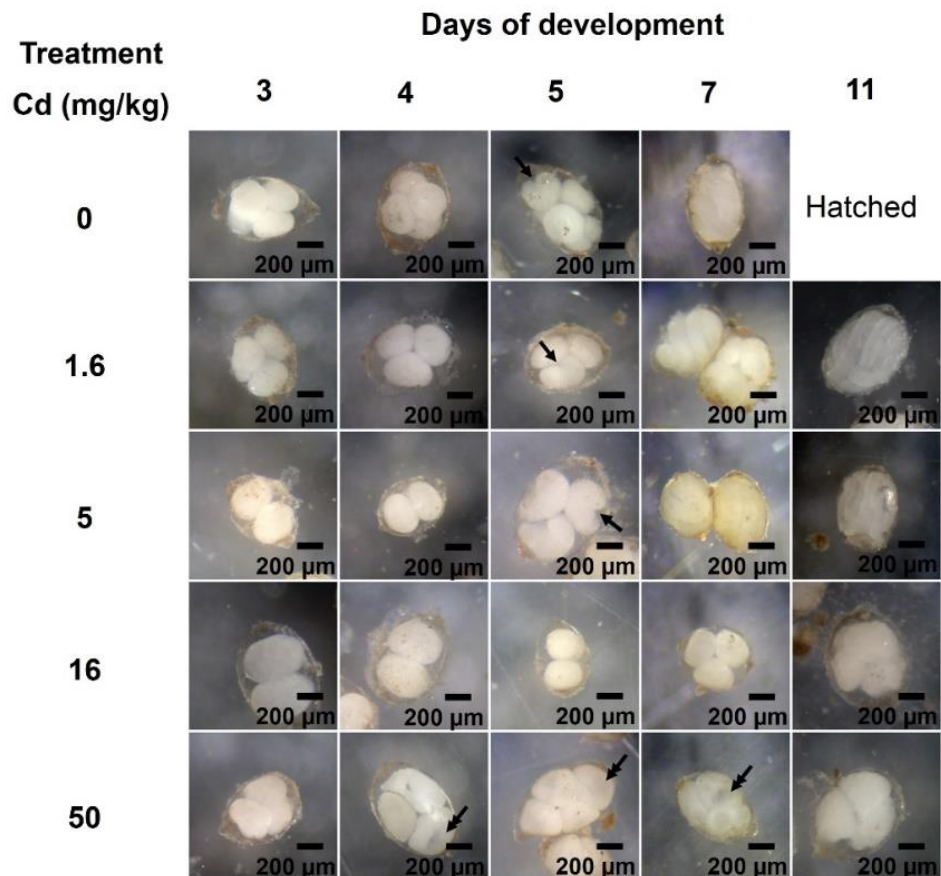 Days of development
Treatment
Cd (mg/kg)
3 4 5 7 11
0
200 µm 200 µm 200 µm 200 µm
Hatched
1.6
200 µm 200 µm 200 µm 200 µm 200 µm
5
200 µm 200 µm 200 µm 200 µm 200 µm
16
200 µm 200 µm 200 µm 200 µm 200 µm
50
200 µm 200 µm 200 µm 200 µm 200 µm